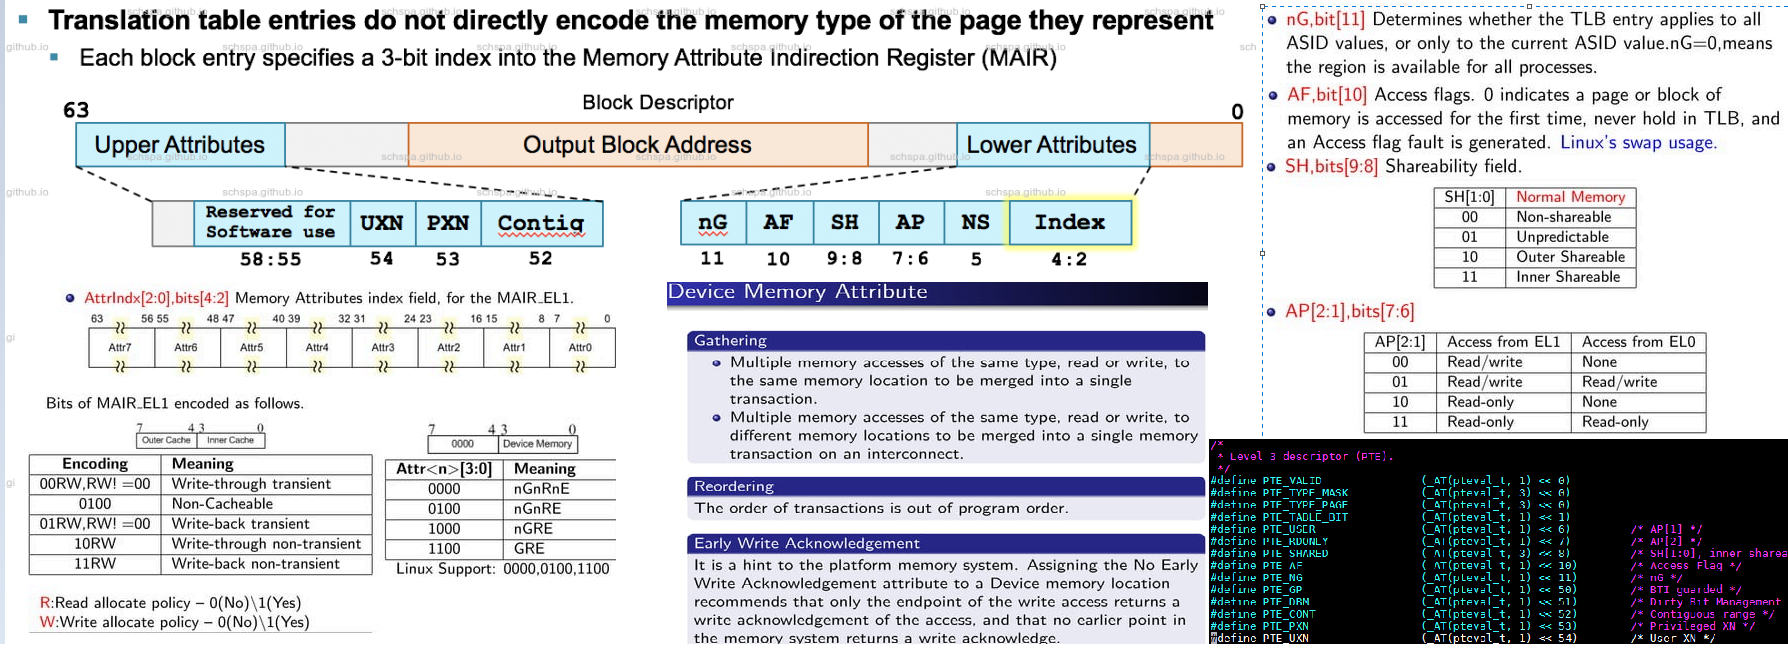 Translation table entries do not directly encode the memory type of the page they represent
Each block entry specifies a 3-bit index into the Memory Attribute Indirection Register (MAIR)
Block Descriptor
63
0
Upper Attributes
Output Block Address
Lower Attributes
Reserved for
Software use
UXN
PXN
Contig
58:55
54
53
52
nG
AF
SH
AP
NS
Index
11
10
9:8
7:6
5
4:2
AttrIndx[2:0],bits[4:2] Memory Attributes index field, for the MAIR_EL1.
63 56 55 48 47 40 39 32 31 24 23 16 15 8 7 0
Attr7 Attr6 Attr5 Attr4 Attr3 Attr2 Attr1 Attr0
Bits of MAIR_EL1 encoded as follows.
7 4 3 0
Outer Cache Inner Cache
Encoding Meaning
00RW,RW! =00 Write-through transient
0100 Non-Cacheable
01RW,RW! =00 Write-back transient
10RW Write-through non-transient
11RW Write-back non-transient
R:Read allocate policy – 0(No)\1(Yes)
W:Write allocate policy – 0(No)\1(Yes)
7 4 3 0
0000 Device Memory
Attr<n>[3:0] Meaning
0000 nGnRnE
0100 nGnRE
1000 nGRE
1100 GRE
Linux Support: 0000,0100,1100
Device Memory Attribute
Gathering
Multiple memory accesses of the same type, read or write, to
the same memory location to be merged into a single
transaction.
Multiple memory accesses of the same type, read or write, to
different memory locations to be merged into a single memory
transaction on an interconnect.
Reordering
The order of transactions is out of program order.
Early Write Acknowledgement
It is a hint to the platform memory system. Assigning the No Early
Write Acknowledgement attribute to a Device memory location
recommends that only the endpoint of the write access returns a
write acknowledgement of the access, and that no earlier point in
the memory system returns a write acknowledge.
nG,bit[11] Determines whether the TLB entry applies to all
ASID values, or only to the current ASID value.nG=0,means
the region is available for all processes.
AF,bit[10] Access flags. 0 indicates a page or block of
memory is accessed for the first time, never hold in TLB, and
an Access flag fault is generated. Linux's swap usage.
SH,bits[9:8] Shareability field.
SH[1:0] Normal Memory
00 Non-shareable
01 Unpredictable
10 Outer Shareable
11 Inner Shareable
AP[2:1],bits[7:6]
AP[2:1] Access from EL1 Access from EL0
00 Read/write None
01 Read/write Read/write
10 Read-only None
11 Read-only Read-only
/*
* Level 3 descriptor (PTE).
*/
#define PTE_VALID (_AT(pteval_t, 1) << 0)
#define PTE_TYPE_MASK (_AT(pteval_t, 3) << 0)
#define PTE_TYPE_PAGE (_AT(pteval_t, 3) << 0)
#define PTE_TABLE_BIT (_AT(pteval_t, 1) << 1)
#define PTE_USER (_AT(pteval_t, 1) << 6) /* AP[1] */
#define PTE_RDONLY (_AT(pteval_t, 1) << 7) /* AP[2] */
#define PTE_SHARED (_AT(pteval_t, 3) << 8) /* SH[1:0], inner sharea
#define PTE_AF (_AT(pteval_t, 1) << 10) /* Access Flag */
#define PTE_NG (_AT(pteval_t, 1) << 11) /* nG */
#define PTE_GP (_AT(pteval_t, 1) << 50) /* BTI guarded */
#define PTE_DBM (_AT(pteval_t, 1) << 51) /* Dirty Bit Management
#define PTE_CONT (_AT(pteval_t, 1) << 52) /* Contiguous range */
#define PTE_PXN (_AT(pteval_t, 1) << 53) /* Privileged XN */
#define PTE_UXN (_AT(pteval_t, 1) << 54) /* User XN */
schspa.github.io